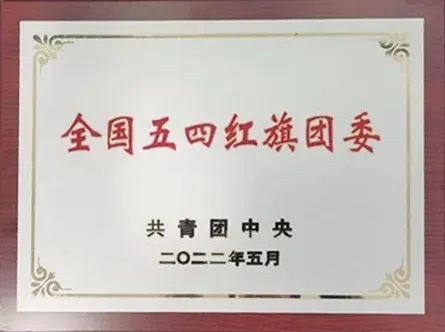 全国五四红旗团委
共青团中央
二〇二二年五月